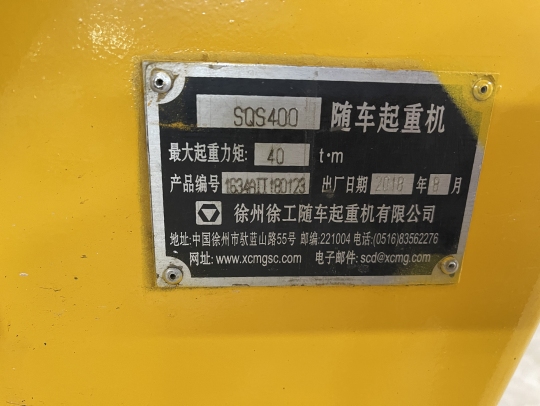 SQS400 随车起重机
最大起重力矩: 40 t·m
产品编号 1634AII180123 出厂日期 2018 年 8 月
徐州徐工随车起重机有限公司
地址:中国徐州市驮蓝山路55号 邮编:221004 电话:(0516)83562276
网址: www.xcmgsc.com 电子邮件: scd@xcmg.com